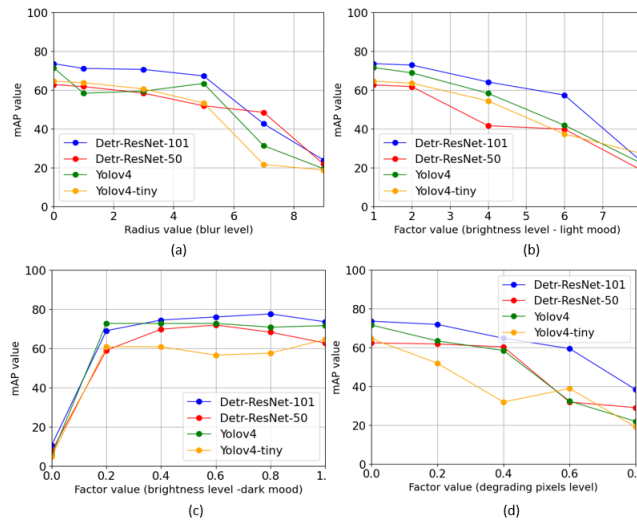 100
80
60
40
20
0
mAP value
Detr-ResNet-101
Detr-ResNet-50
Yolov4
Yolov4-tiny
0 2 4 6 8
Radius value (blur level)
(a)
100
80
60
40
20
0
mAP value
Detr-ResNet-101
Detr-ResNet-50
Yolov4
Yolov4-tiny
1 2 3 4 5 6 7
Factor value (brightness level - light mood)
(b)
100
80
60
40
20
0
mAP value
Detr-ResNet-101
Detr-ResNet-50
Yolov4
Yolov4-tiny
0.0 0.2 0.4 0.6 0.8 1.
Factor value (brightness level -dark mood)
(c)
100
80
60
40
20
0
mAP value
Detr-ResNet-101
Detr-ResNet-50
Yolov4
Yolov4-tiny
0.0 0.2 0.4 0.6 0.
Factor value (degrading pixels level)
(d)